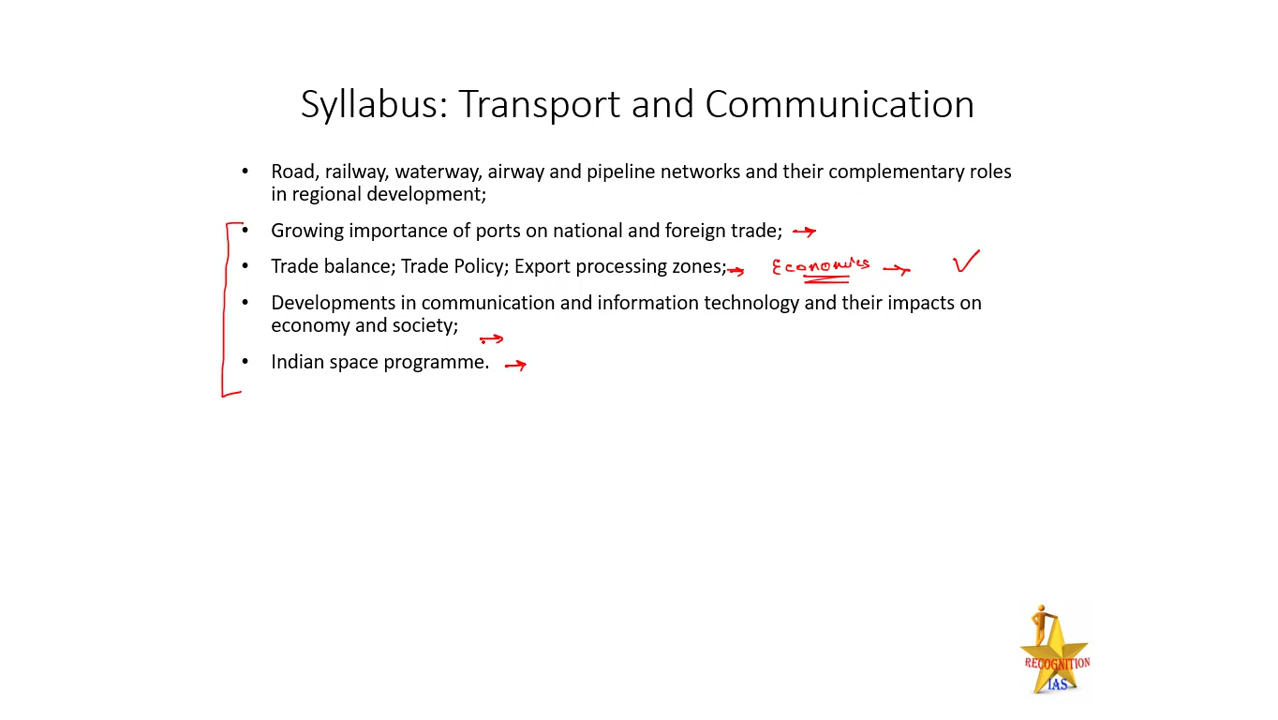 Syllabus: Transport and Communication
• Road, railway, waterway, airway and pipeline networks and their complementary roles
in regional development;
• Growing importance of ports on national and foreign trade;
• Trade balance; Trade Policy; Export processing zones; Economics
• Developments in communication and information technology and their impacts on
economy and society;
• Indian space programme.
RECOGNITION
IAS